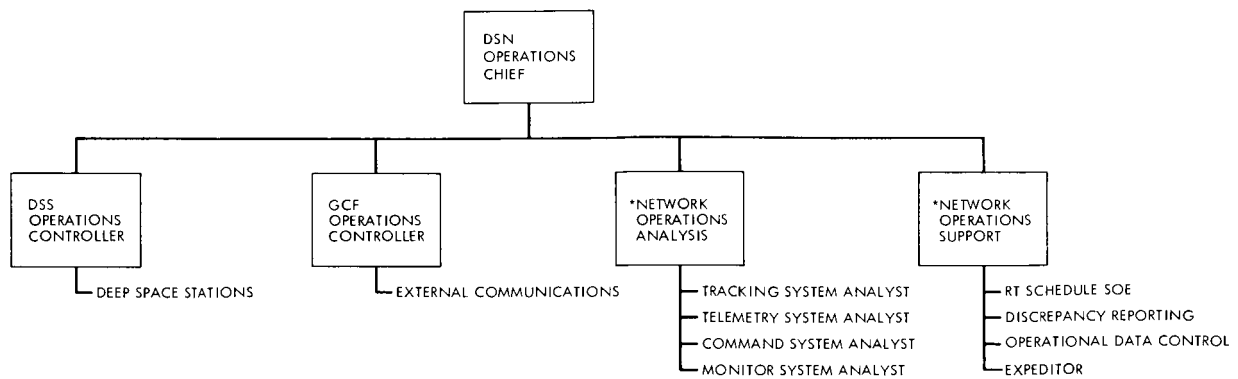 DSN
OPERATIONS
CHIEF
DSS
OPERATIONS
CONTROLLER
GCF
OPERATIONS
CONTROLLER
*NETWORK
OPERATIONS
ANALYSIS
*NETWORK
OPERATIONS
SUPPORT
DEEP SPACE STATIONS
EXTERNAL COMMUNICATIONS
TRACKING SYSTEM ANALYST
TELEMETRY SYSTEM ANALYST
COMMAND SYSTEM ANALYST
MONITOR SYSTEM ANALYST
RT SCHEDULE SOE
DISCREPANCY REPORTING
OPERATIONAL DATA CONTROL
EXPEDITOR